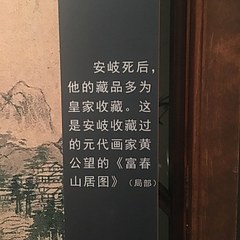 安岐死后，
他的藏品多为
皇家收藏。这
是安岐收藏过
的元代画家黄
公望的《富春
山居图》（局部）